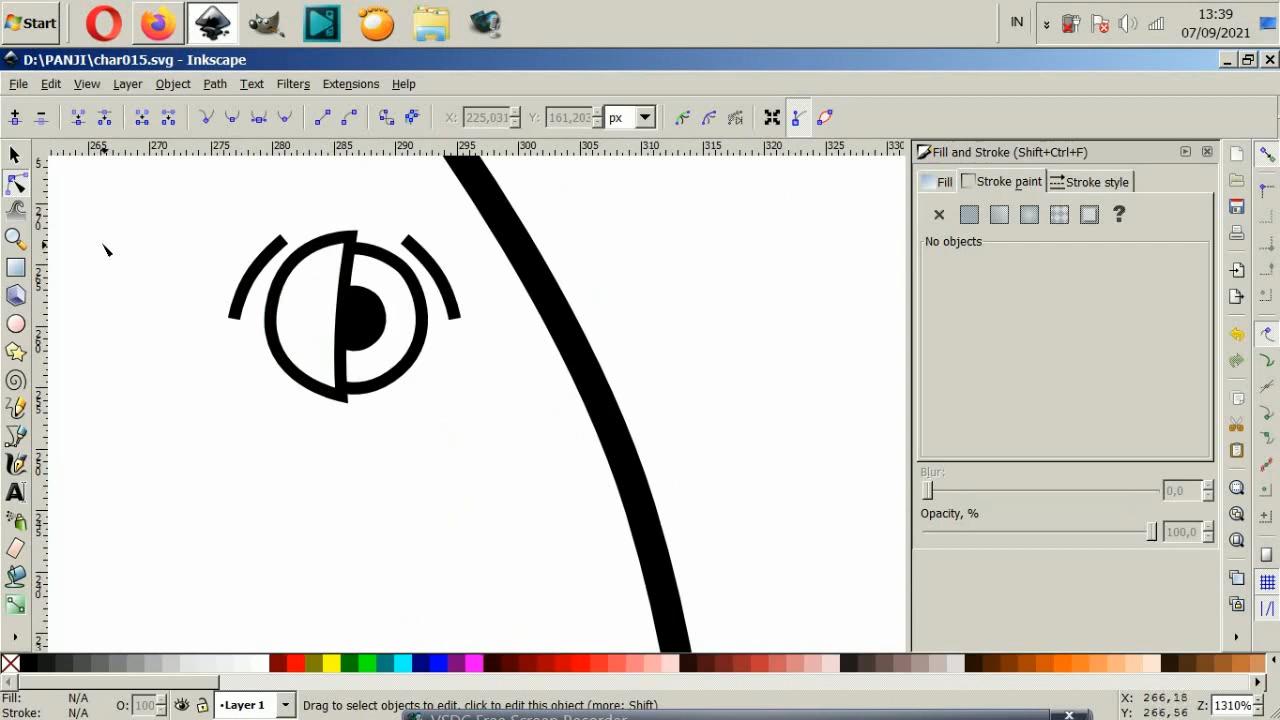 Start
IN
13:39
07/09/2021
D:\PANJI\char015.svg - Inkscape
File Edit View Layer Object Path Text Filters Extensions Help
X: 225,031 Y: 161,203 px
265 270 275 280 285 290 295 300 305 310 315 320 325 330
Fill and Stroke (Shift+Ctrl+F)
Fill Stroke paint Stroke style
?
No objects
Blur:
0,0
Opacity, %
100,0
Fill: N/A
Stroke: N/A
O: 100
Layer 1
Drag to select objects to edit, click to edit this object (more: Shift)
X: 266,18
Y: 266,56
Z: 1310%
VSDC Free Screen Recorder